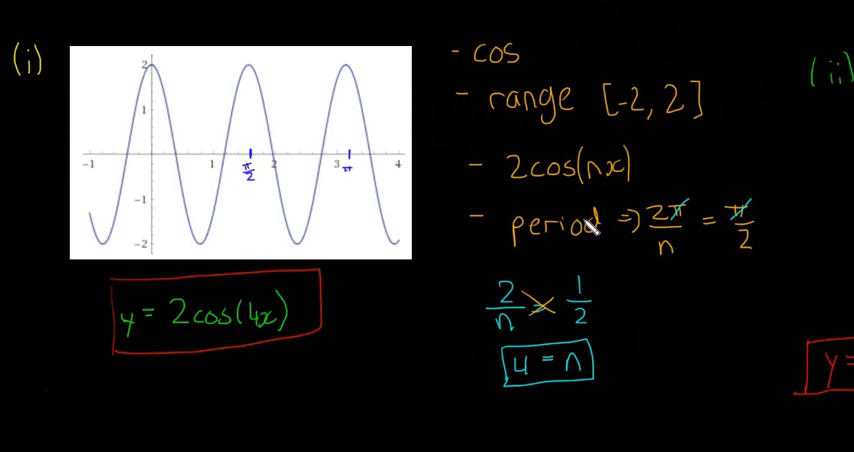 (i)
2
1
-1
1
2
3
4
π/2
π
-1
-2
y = 2cos(4x)
- cos
- range [-2, 2]
- 2cos(nx)
- period => 2π/n = π/2
2/n = 1/2
4 = n
(ii)
y =